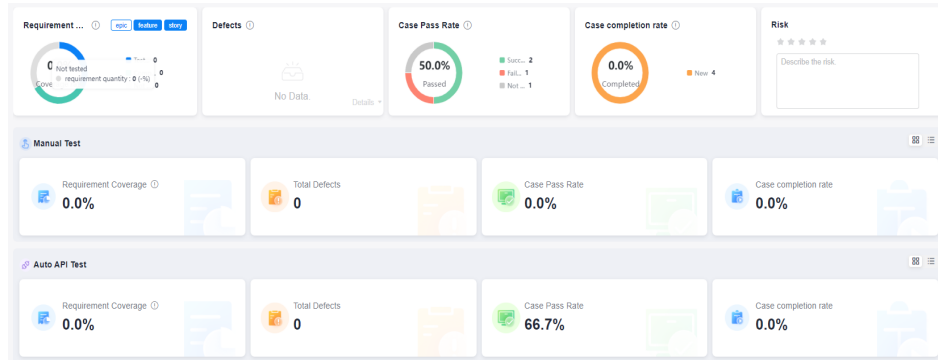 Requirement ... epic feature story
0
Cove
Not tested
requirement quantity : 0 (-%)
0
, 0
0
Defects
No Data.
Details
Case Pass Rate
50.0%
Passed
Succ... 2
Fail... 1
Not ... 1
Case completion rate
0.0%
Completed
New 4
Risk
Describe the risk
Manual Test
Requirement Coverage
0.0%
Total Defects
0
Case Pass Rate
0.0%
Case completion rate
0.0%
Auto API Test
Requirement Coverage
0.0%
Total Defects
0
Case Pass Rate
66.7%
Case completion rate
0.0%